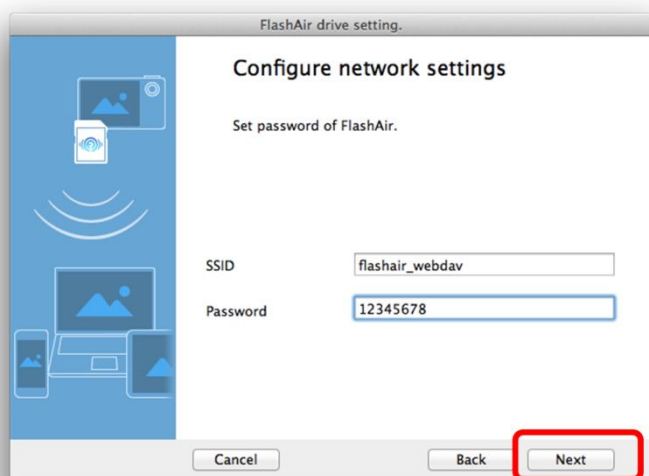 FlashAir drive setting.
Configure network settings
Set password of FlashAir.
SSID flashair_webdav
Password 12345678
Cancel Back Next